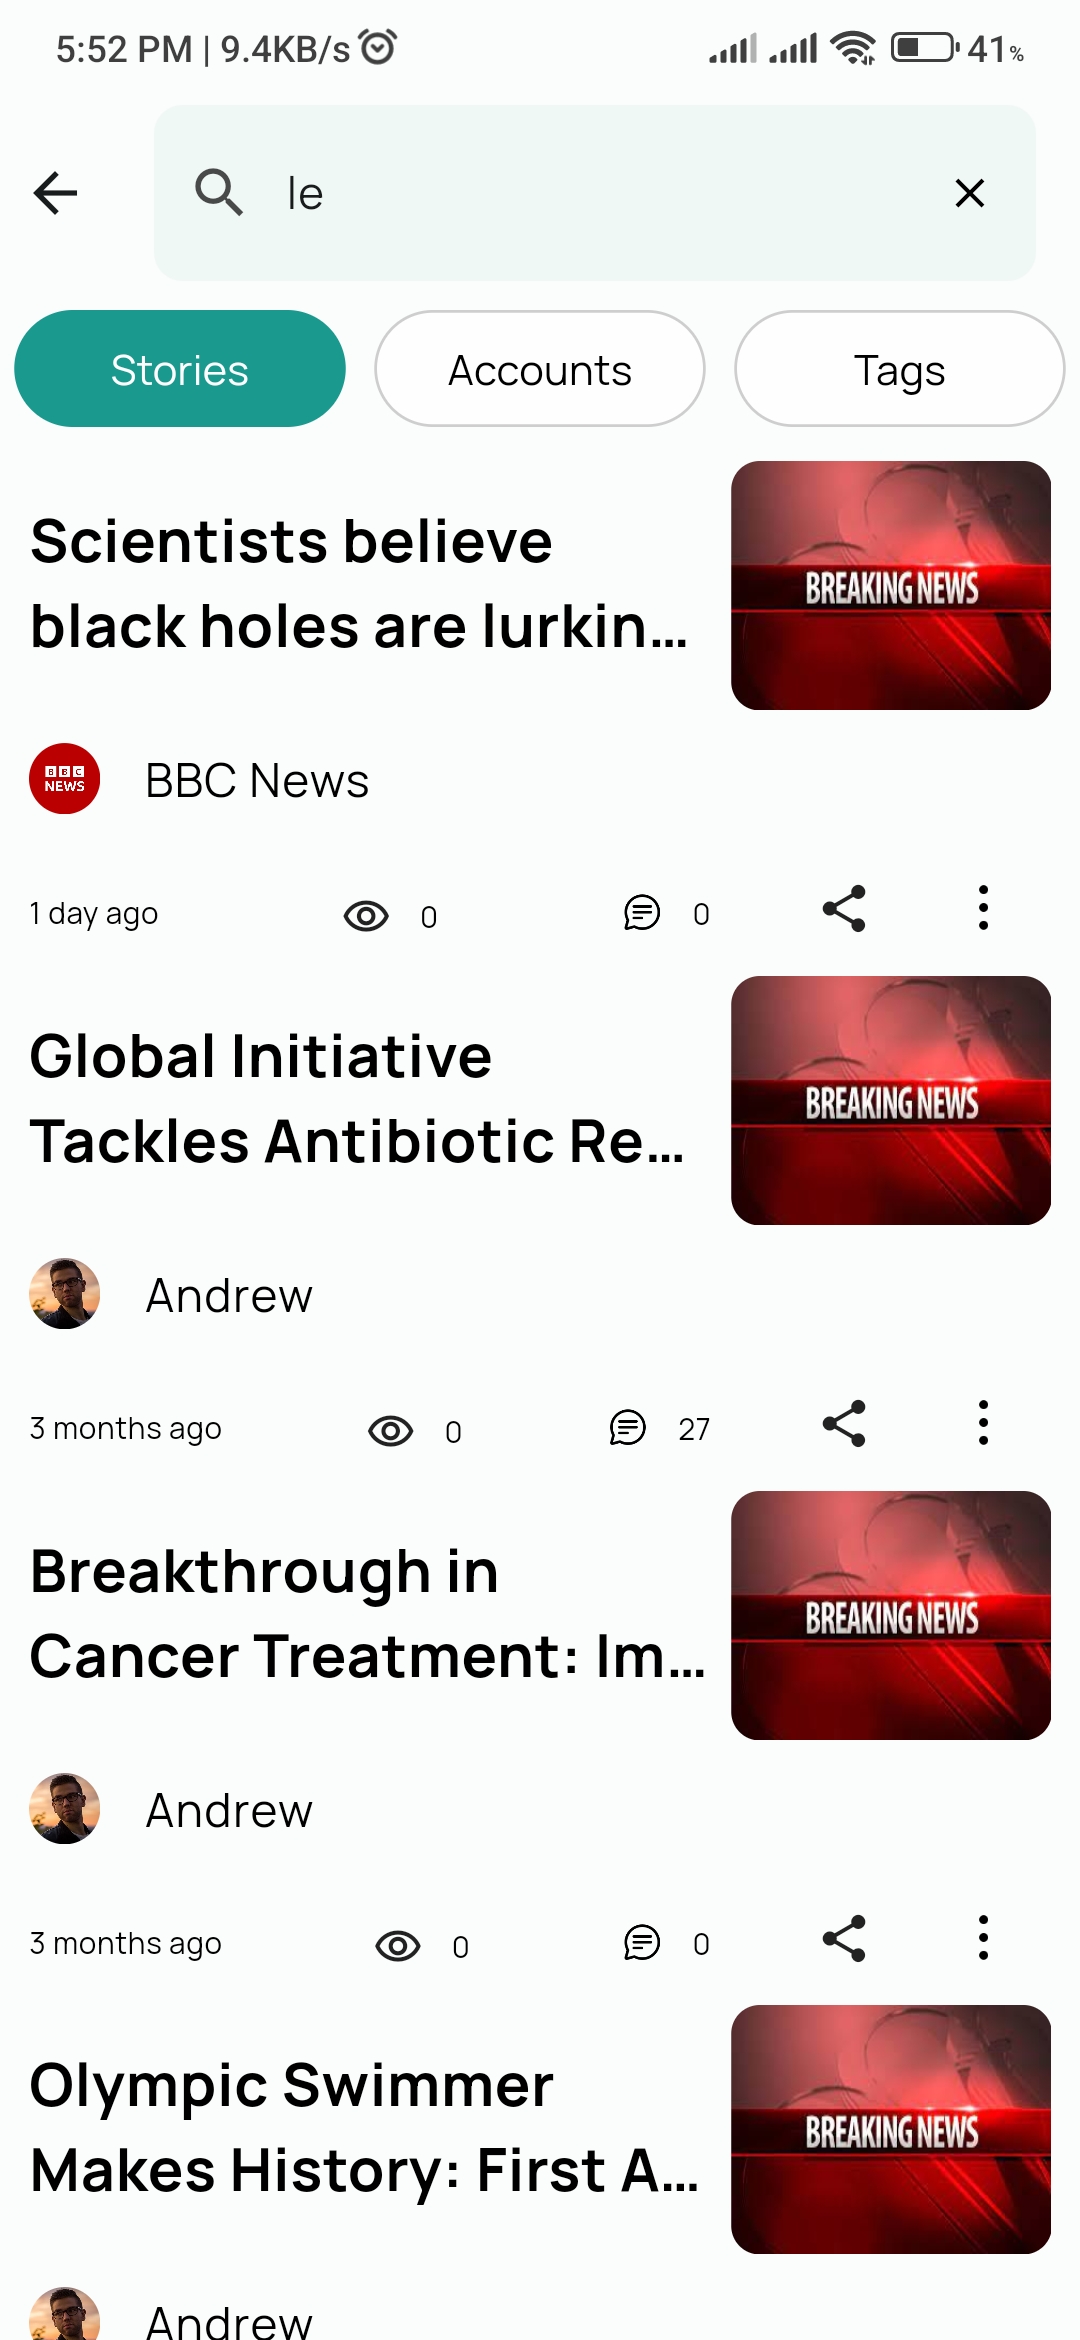 5:52 PM | 9.4KB/s 41%
le
Stories Accounts Tags
Scientists believe
black holes are lurkin...
BREAKING NEWS
BBC NEWS
BBC News
1 day ago 0 0
Global Initiative
Tackles Antibiotic Re...
BREAKING NEWS
Andrew
3 months ago 0 27
Breakthrough in
Cancer Treatment: Im...
BREAKING NEWS
Andrew
3 months ago 0 0
Olympic Swimmer
Makes History: First A...
BREAKING NEWS
Andrew